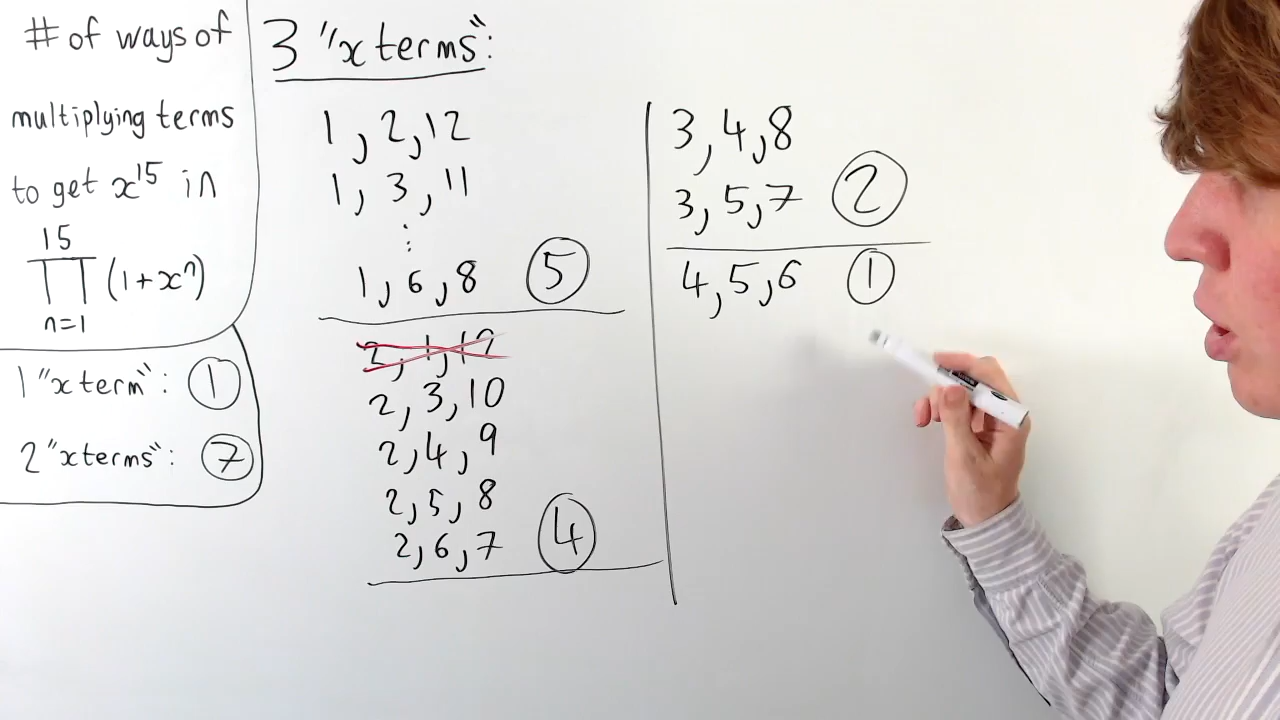 # of ways of
multiplying terms
to get x¹⁵ in
15
∏ (1+xⁿ)
n=1
1 "x term": 1
2 "x terms": 7
3 "x terms":
1, 2, 12
1, 3, 11
⋮
1, 6, 8 5
2, 1, 12
2, 3, 10
2, 4, 9
2, 5, 8
2, 6, 7 4
3, 4, 8
3, 5, 7 2
4, 5, 6 1